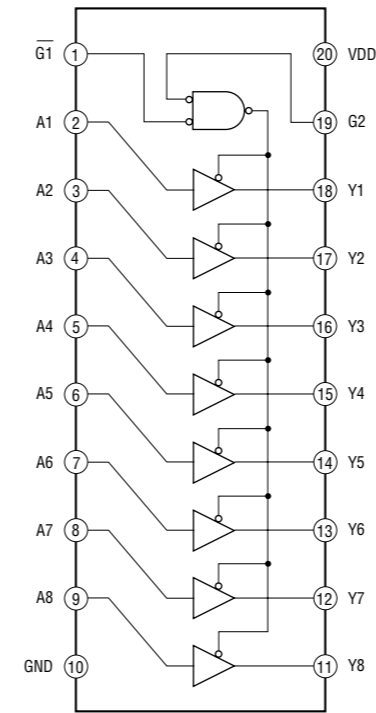 G̅1̅ 1 20 VDD
A1 2 19 G2
A2 3 18 Y1
A3 4 17 Y2
A4 5 16 Y3
A5 6 15 Y4
A6 7 14 Y5
A7 8 13 Y6
A8 9 12 Y7
GND 10 11 Y8